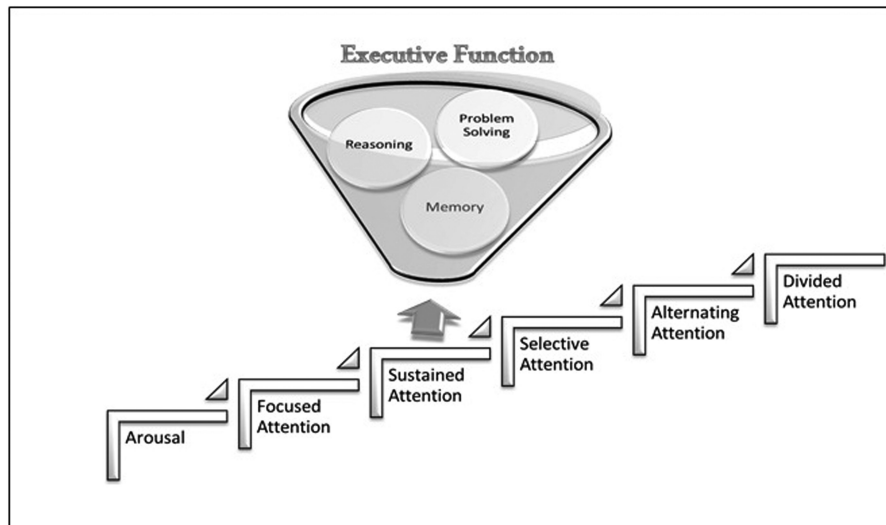 Executive Function
Reasoning
Problem
Solving
Memory
Arousal
Focused
Attention
Sustained
Attention
Selective
Attention
Alternating
Attention
Divided
Attention